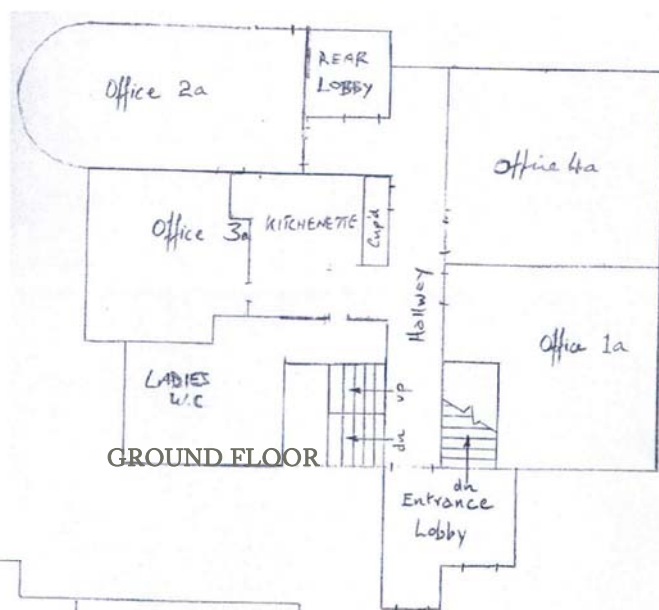 REAR
LOBBY
Office 2a
Office 4a
Office 3a
KITCHENETTE
Cup'd
Hallway
Office 1a
LADIES
W.C
up
dn
GROUND FLOOR
dn
Entrance
Lobby